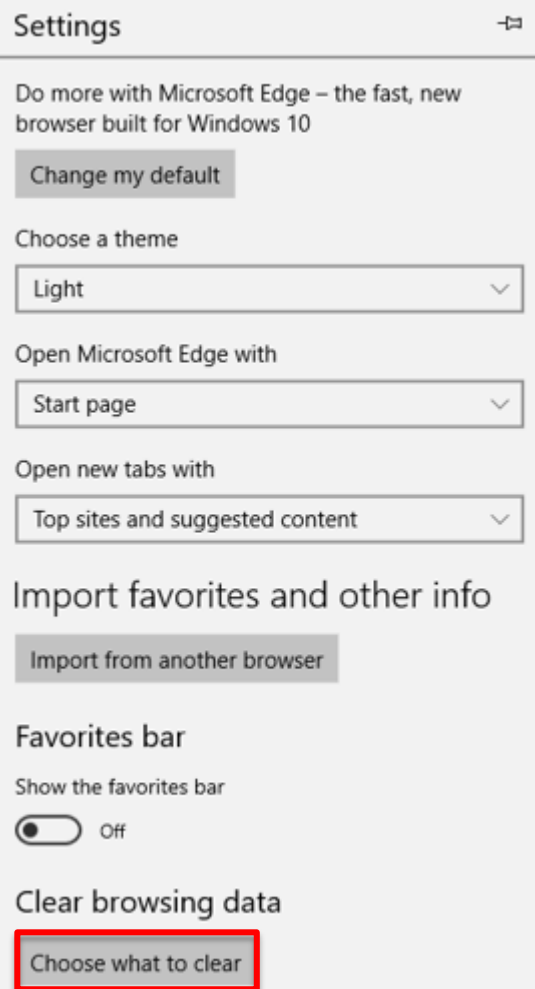 Settings
Do more with Microsoft Edge – the fast, new
browser built for Windows 10
Change my default
Choose a theme
Light
Open Microsoft Edge with
Start page
Open new tabs with
Top sites and suggested content
Import favorites and other info
Import from another browser
Favorites bar
Show the favorites bar
Off
Clear browsing data
Choose what to clear